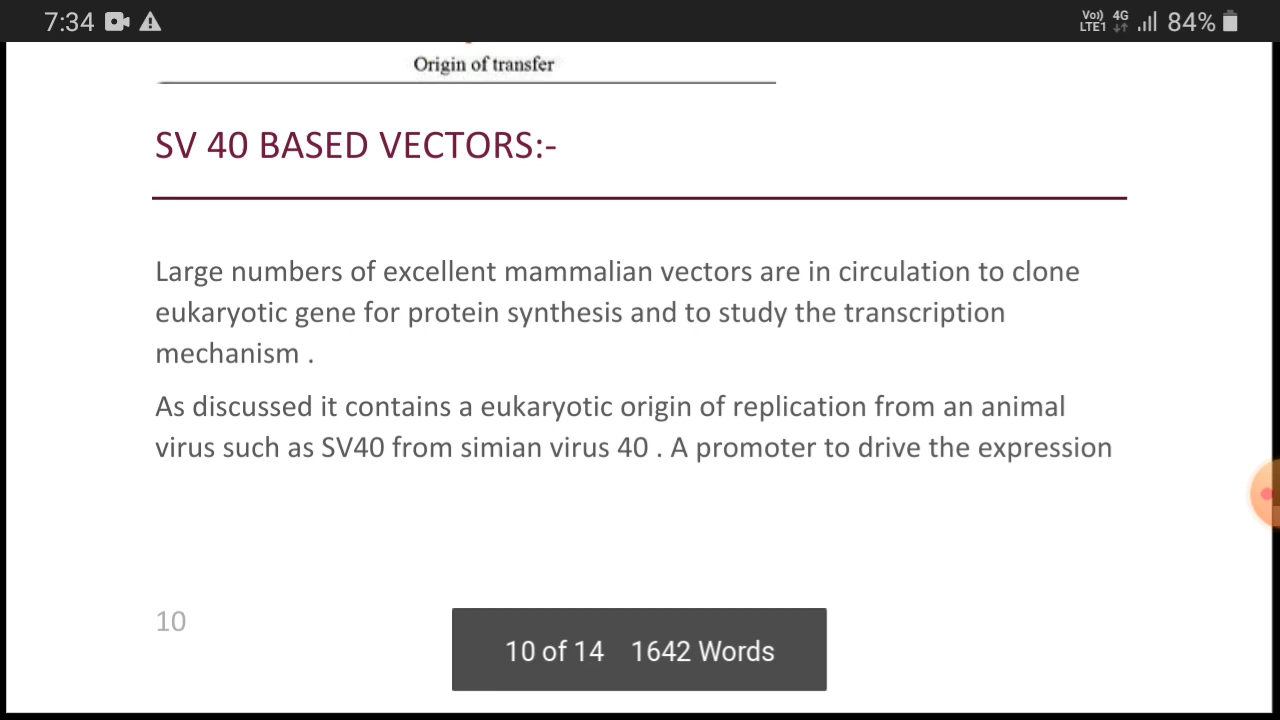 7:34
Vo)) 4G
LTE1
84%
Origin of transfer
SV 40 BASED VECTORS:-
Large numbers of excellent mammalian vectors are in circulation to clone
eukaryotic gene for protein synthesis and to study the transcription
mechanism .
As discussed it contains a eukaryotic origin of replication from an animal
virus such as SV40 from simian virus 40 . A promoter to drive the expression
10
10 of 14 1642 Words